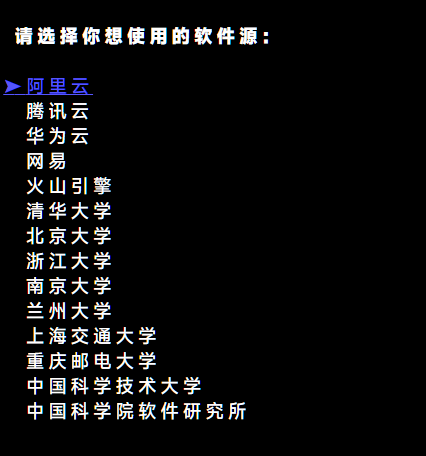 请选择你想使用的软件源:
➤阿里云
腾讯云
华为云
网易
火山引擎
清华大学
北京大学
浙江大学
南京大学
兰州大学
上海交通大学
重庆邮电大学
中国科学技术大学
中国科学院软件研究所